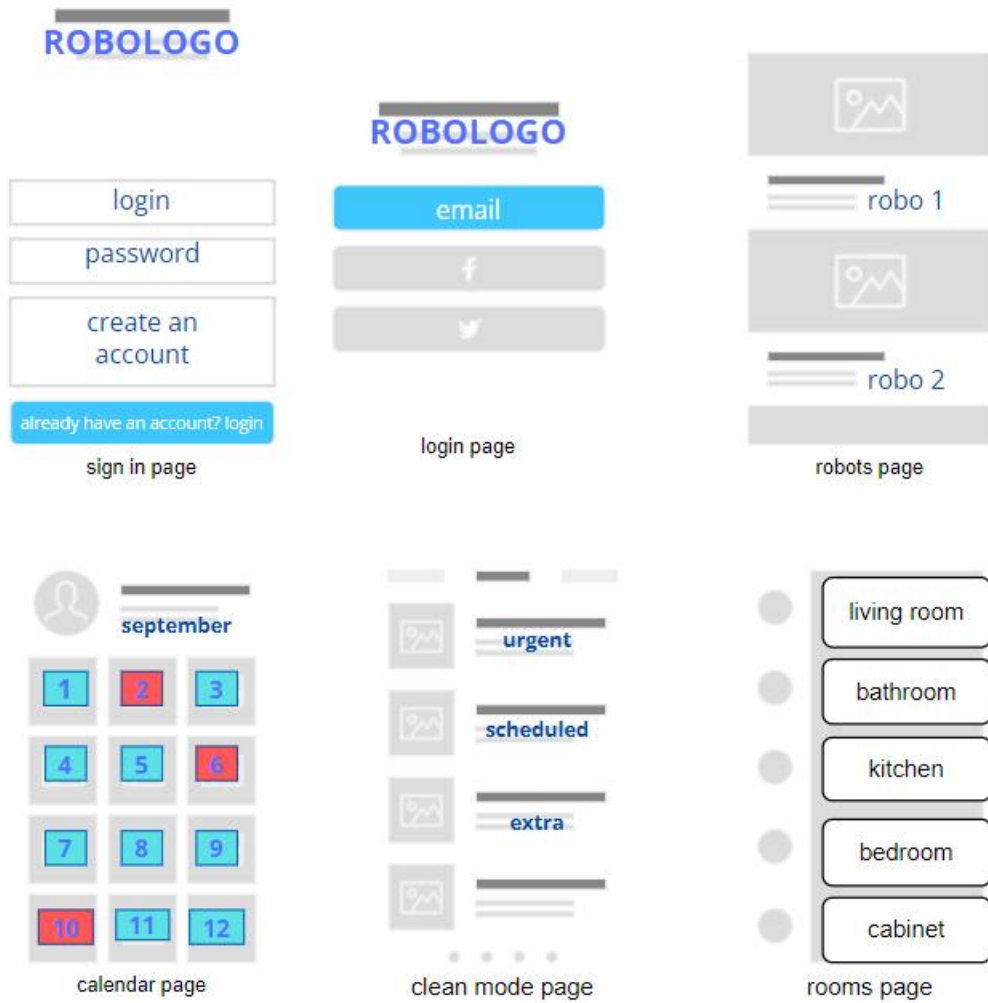 ROBOLOGO
login
password
create an
account
already have an account? login
sign in page
ROBOLOGO
email
f
login page
robo 1
robo 2
robots page
september
1 2 3
4 5 6
7 8 9
10 11 12
calendar page
urgent
scheduled
extra
clean mode page
living room
bathroom
kitchen
bedroom
cabinet
rooms page